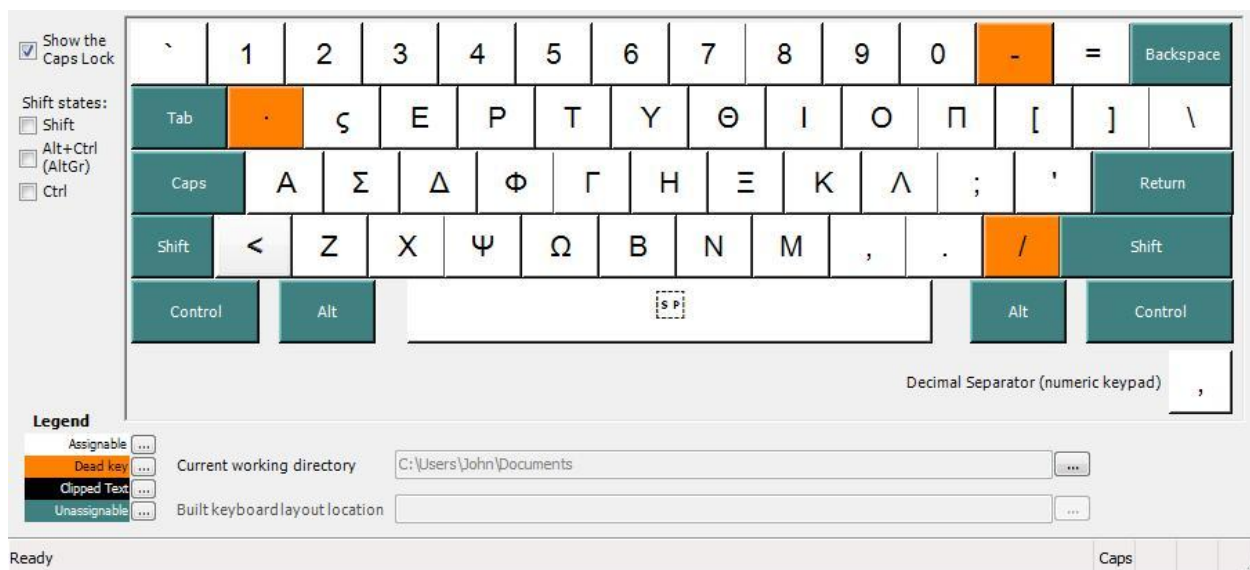 Show the
Caps Lock
` 1 2 3 4 5 6 7 8 9 0 - = Backspace
Shift states:
Shift
Alt+Ctrl
(AltGr)
Ctrl
Tab · ς Ε Ρ Τ Υ Θ Ι Ο Π [ ] \
Caps Α Σ Δ Φ Γ Η Ξ Κ Λ ; ' Return
Shift < Ζ Χ Ψ Ω Β Ν Μ , . / Shift
Control Alt SP Alt Control
Decimal Separator (numeric keypad) ,
Legend
Assignable ...
Dead key ...
Clipped Text ...
Unassignable ...
Current working directory C:\Users\John\Documents ...
Built keyboard layout location ...
Ready Caps